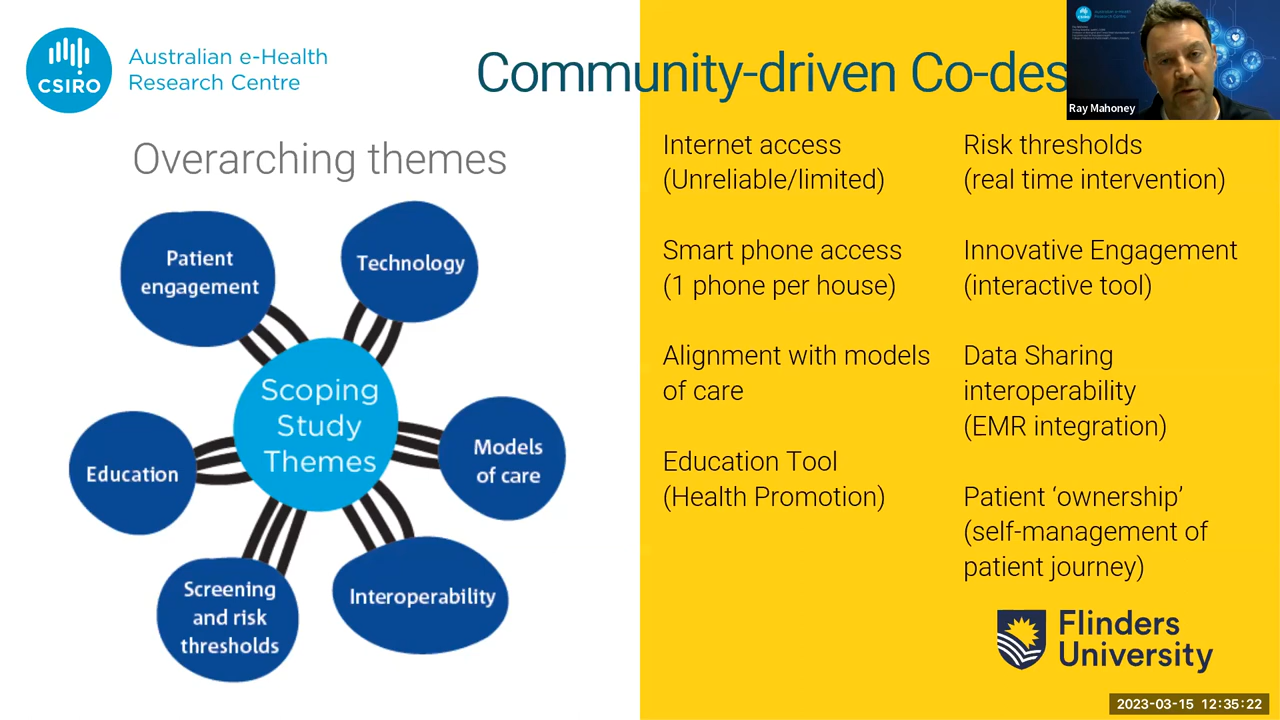 CSIRO
Australian e-Health
Research Centre
Community-driven Co-des
Ray Mahoney
Overarching themes
Patient
engagement
Technology
Scoping
Study
Themes
Education
Models
of care
Screening
and risk
thresholds
Interoperability
Internet access
(Unreliable/limited)
Smart phone access
(1 phone per house)
Alignment with models
of care
Education Tool
(Health Promotion)
Risk thresholds
(real time intervention)
Innovative Engagement
(interactive tool)
Data Sharing
interoperability
(EMR integration)
Patient ‘ownership’
(self-management of
patient journey)
Flinders
University
2023-03-15 12:35:22